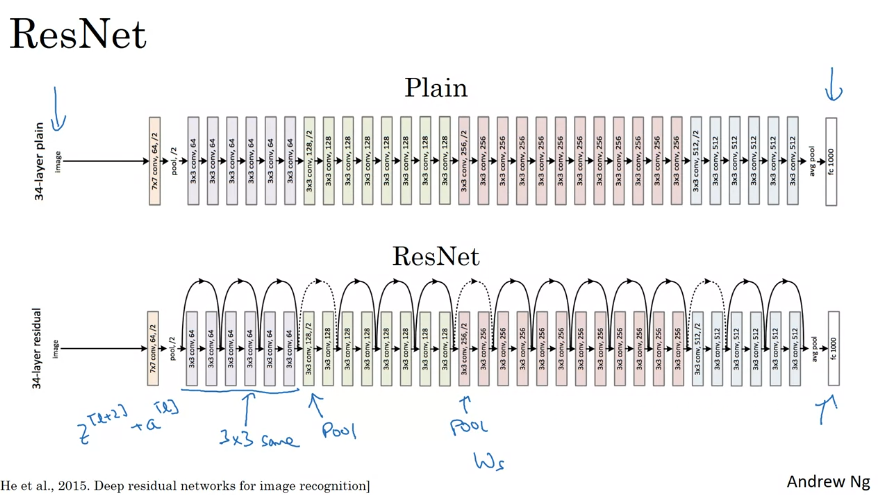 ResNet
Plain
34-layer plain
image
7x7 conv, 64, /2
pool, /2
3x3 conv, 64
3x3 conv, 64
3x3 conv, 64
3x3 conv, 64
3x3 conv, 64
3x3 conv, 64
3x3 conv, 128, /2
3x3 conv, 128
3x3 conv, 128
3x3 conv, 128
3x3 conv, 128
3x3 conv, 128
3x3 conv, 128
3x3 conv, 128
3x3 conv, 256, /2
3x3 conv, 256
3x3 conv, 256
3x3 conv, 256
3x3 conv, 256
3x3 conv, 256
3x3 conv, 256
3x3 conv, 256
3x3 conv, 256
3x3 conv, 256
3x3 conv, 256
3x3 conv, 256
3x3 conv, 512, /2
3x3 conv, 512
3x3 conv, 512
3x3 conv, 512
3x3 conv, 512
3x3 conv, 512
avg pool
fc 1000
ResNet
34-layer residual
image
7x7 conv, 64, /2
pool, /2
3x3 conv, 64
3x3 conv, 64
3x3 conv, 64
3x3 conv, 64
3x3 conv, 64
3x3 conv, 64
3x3 conv, 128, /2
3x3 conv, 128
3x3 conv, 128
3x3 conv, 128
3x3 conv, 128
3x3 conv, 128
3x3 conv, 128
3x3 conv, 128
3x3 conv, 256, /2
3x3 conv, 256
3x3 conv, 256
3x3 conv, 256
3x3 conv, 256
3x3 conv, 256
3x3 conv, 256
3x3 conv, 256
3x3 conv, 256
3x3 conv, 256
3x3 conv, 256
3x3 conv, 256
3x3 conv, 512, /2
3x3 conv, 512
3x3 conv, 512
3x3 conv, 512
3x3 conv, 512
3x3 conv, 512
avg pool
fc 1000
z[l+2] + a[l]
3x3 same
Pool
Pool
Ws
He et al., 2015. Deep residual networks for image recognition]
Andrew Ng